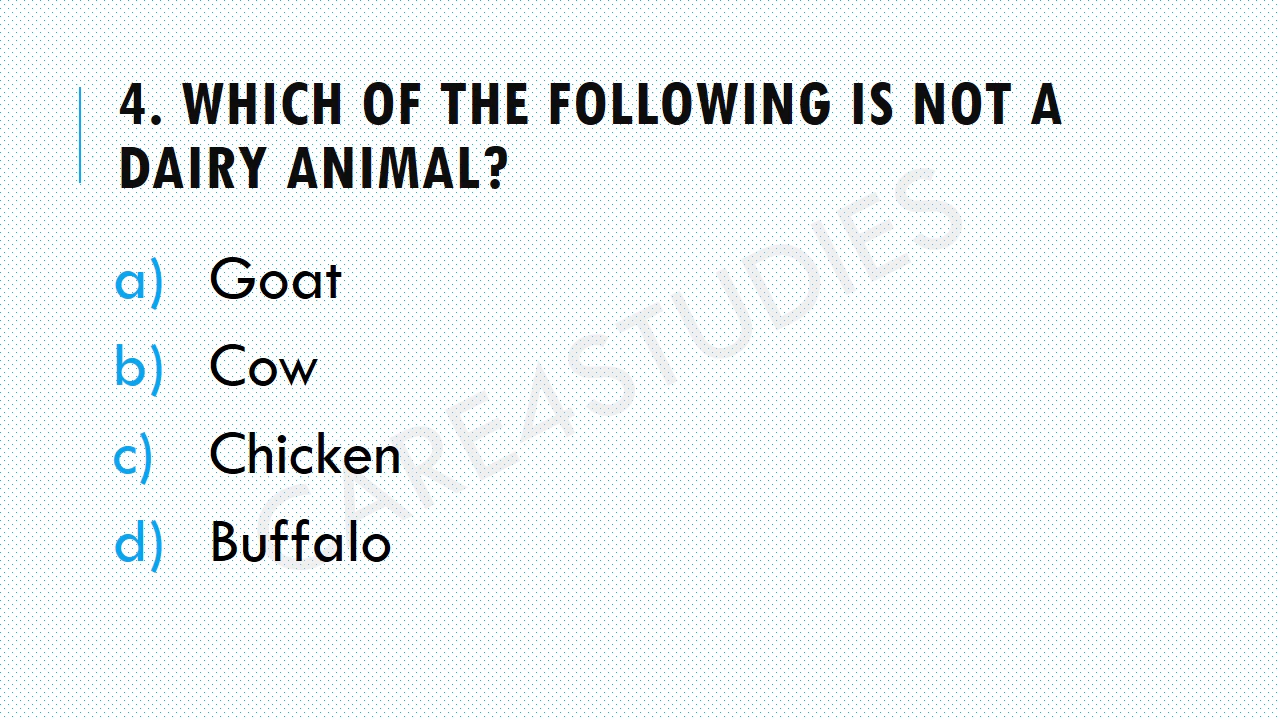 4. WHICH OF THE FOLLOWING IS NOT A
DAIRY ANIMAL?
a) Goat
b) Cow
c) Chicken
d) Buffalo
CARE4STUDIES